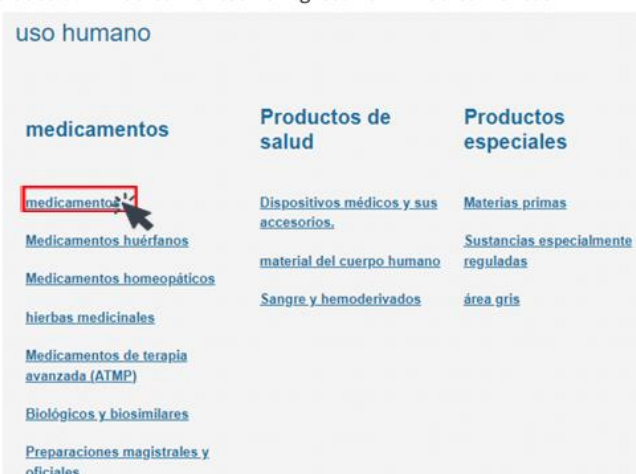 uso humano
medicamentos
medicamentos
Medicamentos huérfanos
Medicamentos homeopáticos
hierbas medicinales
Medicamentos de terapia
avanzada (ATMP)
Biológicos y biosimilares
Preparaciones magistrales y
oficiales
Productos de
salud
Dispositivos médicos y sus
accesorios.
material del cuerpo humano
Sangre y hemoderivados
Productos
especiales
Materias primas
Sustancias especialmente
reguladas
área gris